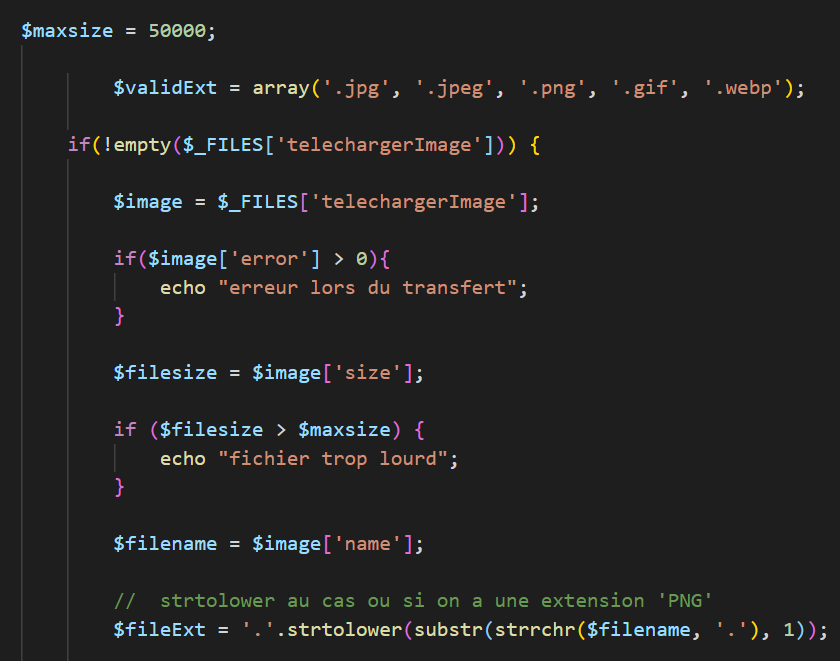 $maxsize = 50000;
$validExt = array('.jpg', '.jpeg', '.png', '.gif', '.webp');
if(!empty($_FILES['telechargerImage'])) {
$image = $_FILES['telechargerImage'];
if($image['error'] > 0){
echo "erreur lors du transfert";
}
$filesize = $image['size'];
if ($filesize > $maxsize) {
echo "fichier trop lourd";
}
$filename = $image['name'];
//  strtolower au cas ou si on a une extension 'PNG'
$fileExt = '.'.strtolower(substr(strrchr($filename, '.'), 1));